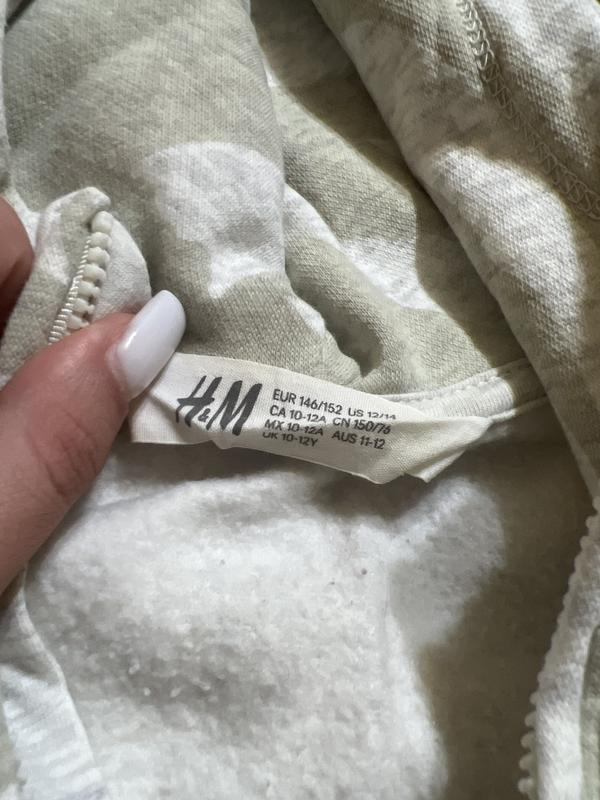 H&M
EUR 146/152 US 12/14
CA 10-12A CN 150/76
MX 10-12A AUS 11-12
UK 10-12Y